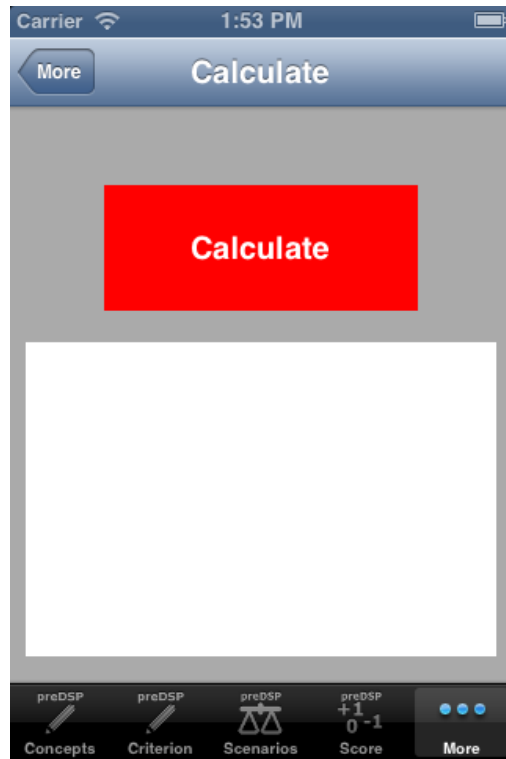 Carrier 1:53 PM
More Calculate
Calculate
preDSP preDSP preDSP preDSP
+1
0 -1
Concepts Criterion Scenarios Score More